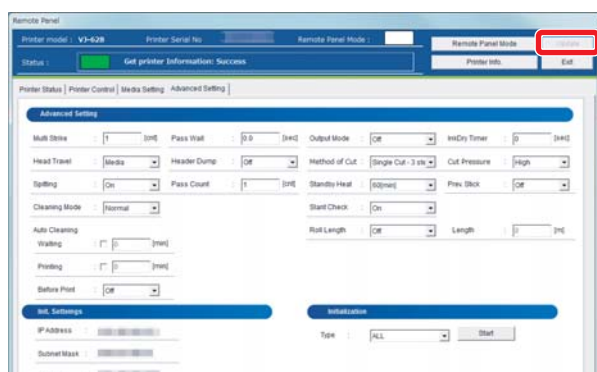 Remote Panel
Printer model : VJ-628 Printer Serial No Remote Panel Mode : Remote Panel Mode Update
Status : Get printer Information: Success Printer Info. Exit
Printer Status Printer Control Media Setting Advanced Setting
Advanced Setting
Multi Strike : 1 [cnt] Pass Wait : 0.0 [sec] Output Mode : Off InkDry Timer : 0 [sec]
Head Travel : Media Header Dump : Off Method of Cut : Single Cut - 3 ste Cut Pressure : High
Spitting : On Pass Count : 1 [cnt] Standby Heat : 60[min] Prev. Stick : Off
Cleaning Mode : Normal Slant Check : On
Auto Cleaning Roll Length : Off Length : 0 [m]
Waiting : 0 [min]
Printing : 0 [min]
Before Print : Off
Init. Setteings Initialization
IP Address : Type : ALL Start
Subnet Mask :